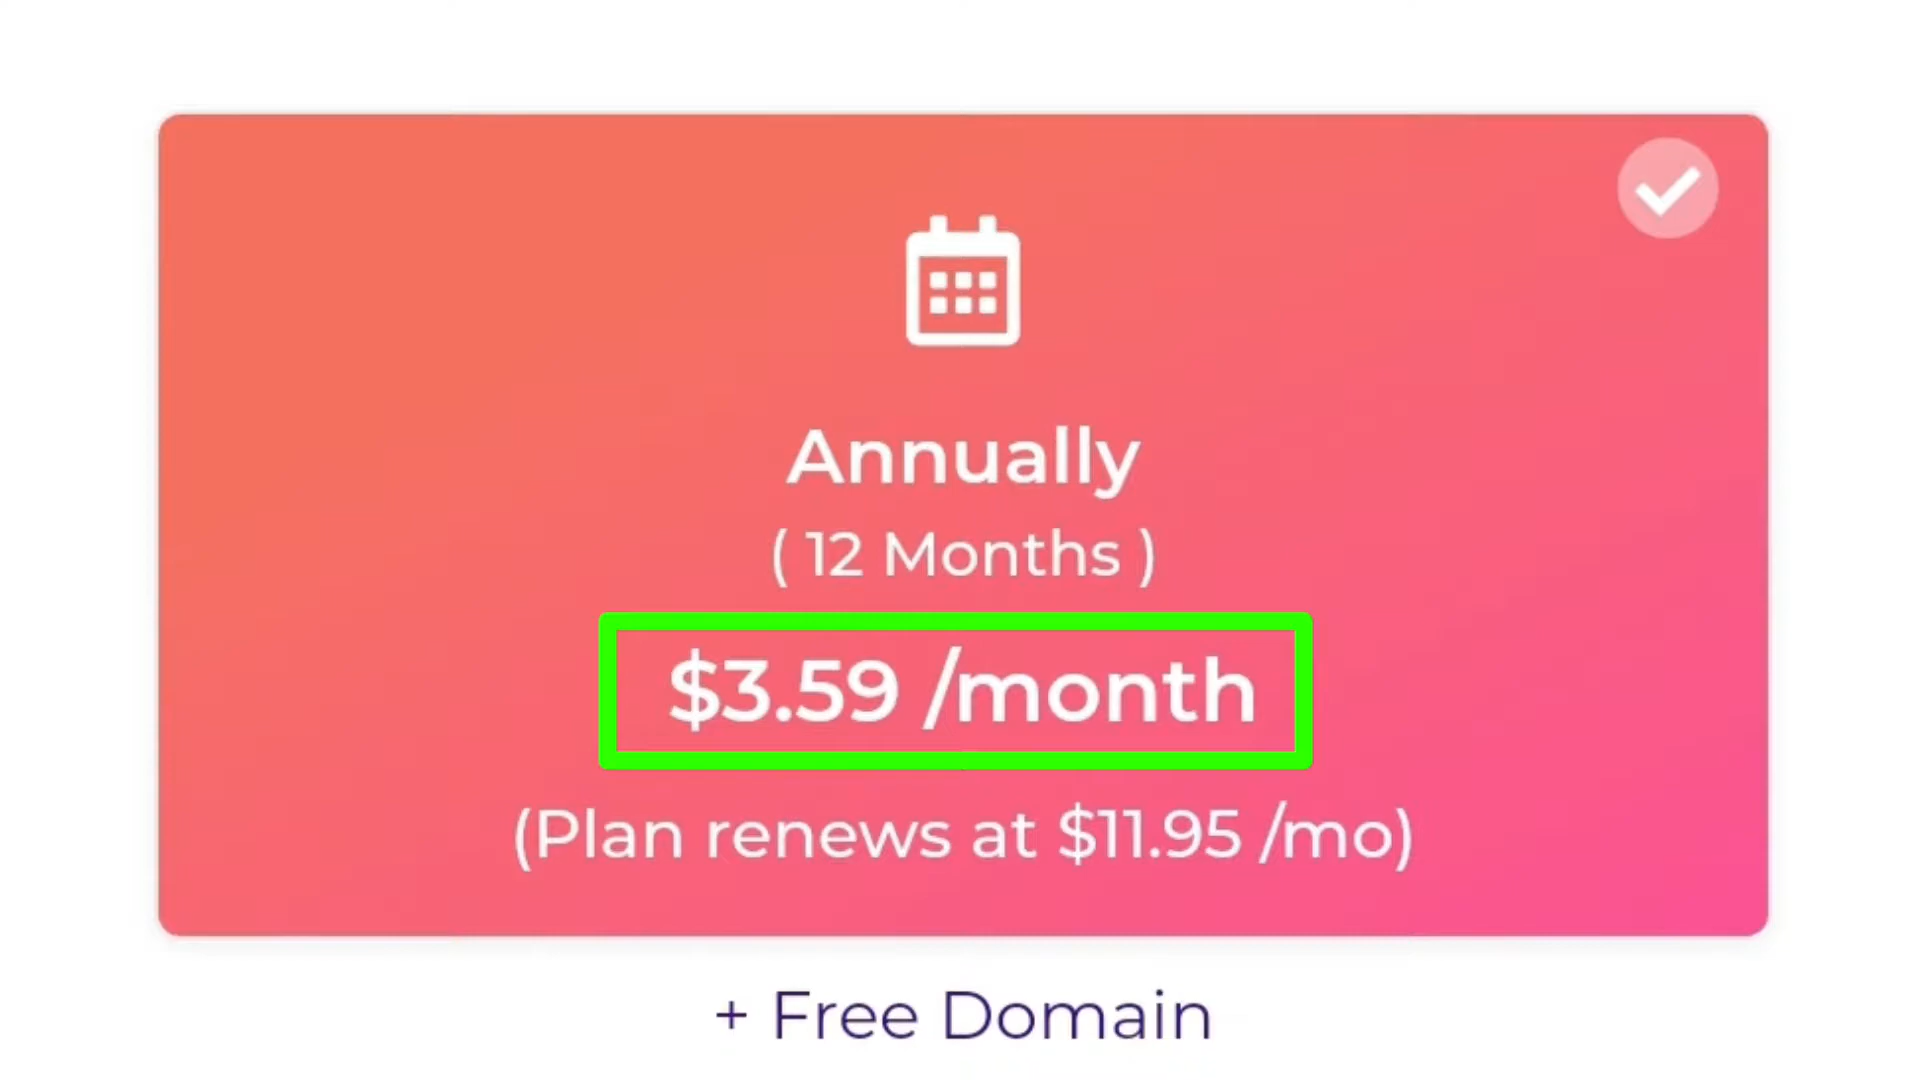 Annually
( 12 Months )
$3.59 /month
(Plan renews at $11.95 /mo)
+ Free Domain